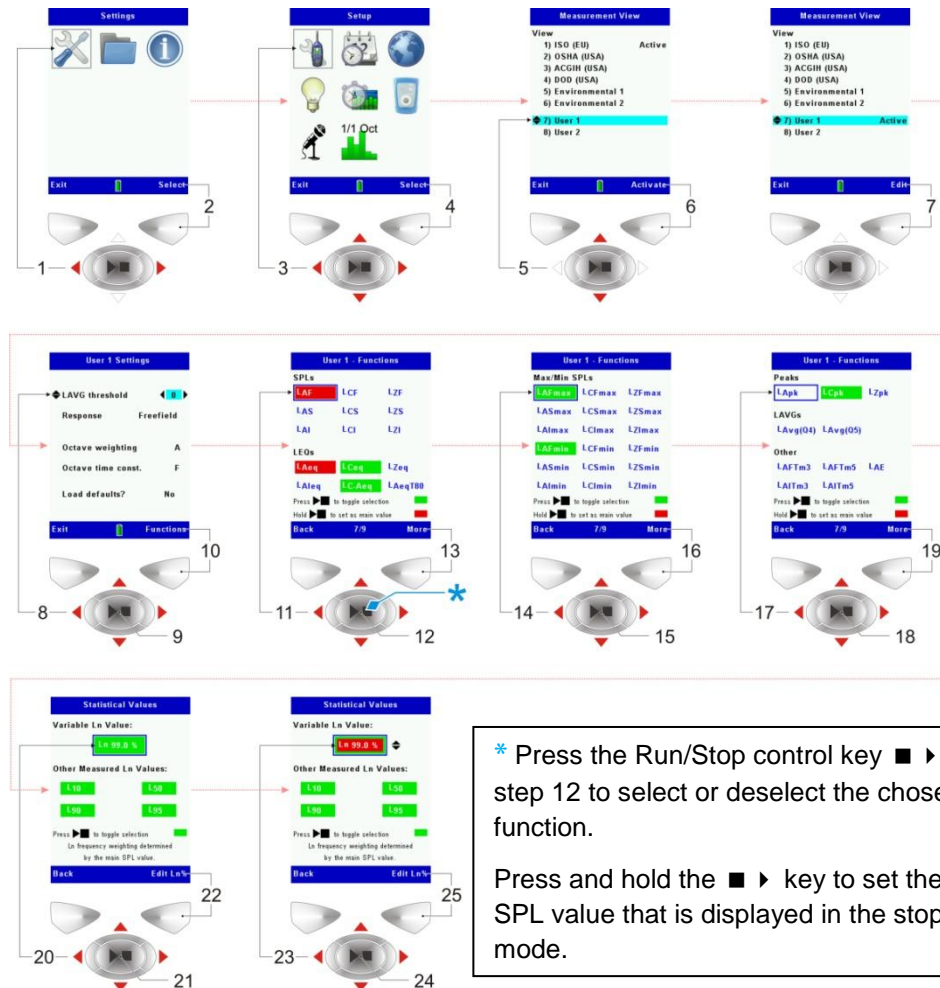 Settings
Exit Select
2
1
Setup
1/1 Oct
Exit Select
4
3
Measurement View
View
1) ISO (EU) Active
2) OSHA (USA)
3) ACGIH (USA)
4) DOD (USA)
5) Environmental 1
6) Environmental 2
7) User 1
8) User 2
Exit Activate
6
5
Measurement View
View
1) ISO (EU)
2) OSHA (USA)
3) ACGIH (USA)
4) DOD (USA)
5) Environmental 1
6) Environmental 2
7) User 1 Active
8) User 2
Exit Edit
7
User 1 Settings
LAVG threshold 0
Response Freefield
Octave weighting A
Octave time const. F
Load defaults? No
Exit Functions
10
8
9
User 1 - Functions
SPLs
LAF LCF LZF
LAS LCS LZS
LAI LCI LZI
LEQs
LAeq LCeq LZeq
LAIeq LC-Aeq LAeqT80
Press ▶■ to toggle selection
Hold ▶■ to set as main value
Back 7/9 More
13
*
11
12
User 1 - Functions
Max/Min SPLs
LAFmax LCFmax LZFmax
LASmax LCSmax LZSmax
LAImax LCImax LZImax
LAFmin LCFmin LZFmin
LASmin LCSmin LZSmin
LAImin LCImin LZImin
Press ▶■ to toggle selection
Hold ▶■ to set as main value
Back 7/9 More
16
14
15
User 1 - Functions
Peaks
LApk LCpk LZpk
LAVGs
LAvg(Q4) LAvg(Q5)
Other
LAFTm3 LAFTm5 LAE
LAITm3 LAITm5
Press ▶■ to toggle selection
Hold ▶■ to set as main value
Back 7/9 More
19
17
18
Statistical Values
Variable Ln Value:
Ln 99.0 %
Other Measured Ln Values:
L10 L50
L90 L95
Press ▶■ to toggle selection
Ln frequency weighting determined
by the main SPL value.
Back Edit Ln%
22
20
21
Statistical Values
Variable Ln Value:
Ln 99.0 %
Other Measured Ln Values:
L10 L50
L90 L95
Press ▶■ to toggle selection
Ln frequency weighting determined
by the main SPL value.
Back Edit Ln%
25
23
24
* Press the Run/Stop control key ■ ▶
step 12 to select or deselect the chose
function.
Press and hold the ■ ▶ key to set the
SPL value that is displayed in the stop
mode.